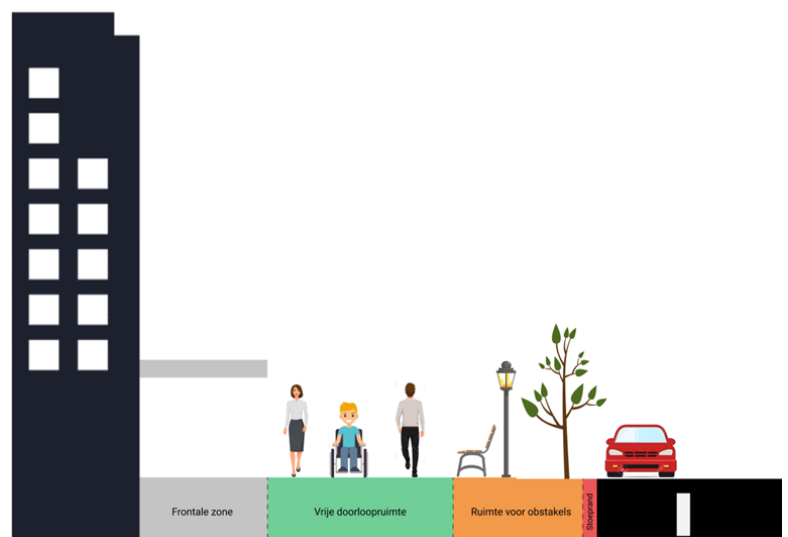 Frontale zone
Vrije doorloopruimte
Ruimte voor obstakels
Stoeprand